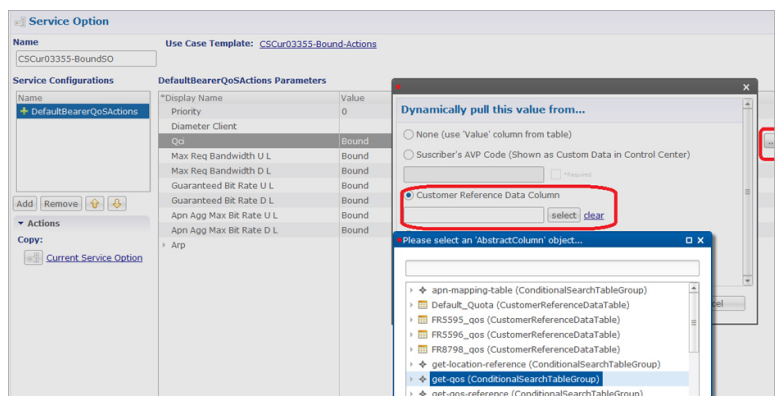 Service Option
Name
CSCur03355-BoundSO
Use Case Template: CSCur03355-Bound-Actions
Service Configurations
Name
DefaultBearerQoSActions
Add Remove
Actions
Copy:
Current Service Option
DefaultBearerQoSActions Parameters
*Display Name Value
Priority 0
Diameter Client
Qci Bound
Max Req Bandwidth U L Bound
Max Req Bandwidth D L Bound
Guaranteed Bit Rate U L Bound
Guaranteed Bit Rate D L Bound
Apn Agg Max Bit Rate U L Bound
Apn Agg Max Bit Rate D L Bound
Arp
Dynamically pull this value from...
None (use 'Value' column from table)
Suscriber's AVP Code (Shown as Custom Data in Control Center)
*Required
Customer Reference Data Column
select clear
...
Please select an 'AbstractColumn' object...
apn-mapping-table (ConditionalSearchTableGroup)
Default_Quota (CustomerReferenceDataTable)
FR5595_qos (CustomerReferenceDataTable)
FR5596_qos (CustomerReferenceDataTable)
FR8798_qos (CustomerReferenceDataTable)
get-location-reference (ConditionalSearchTableGroup)
get-qos (ConditionalSearchTableGroup)
get-qos-reference (ConditionalSearchTableGroup)
cel